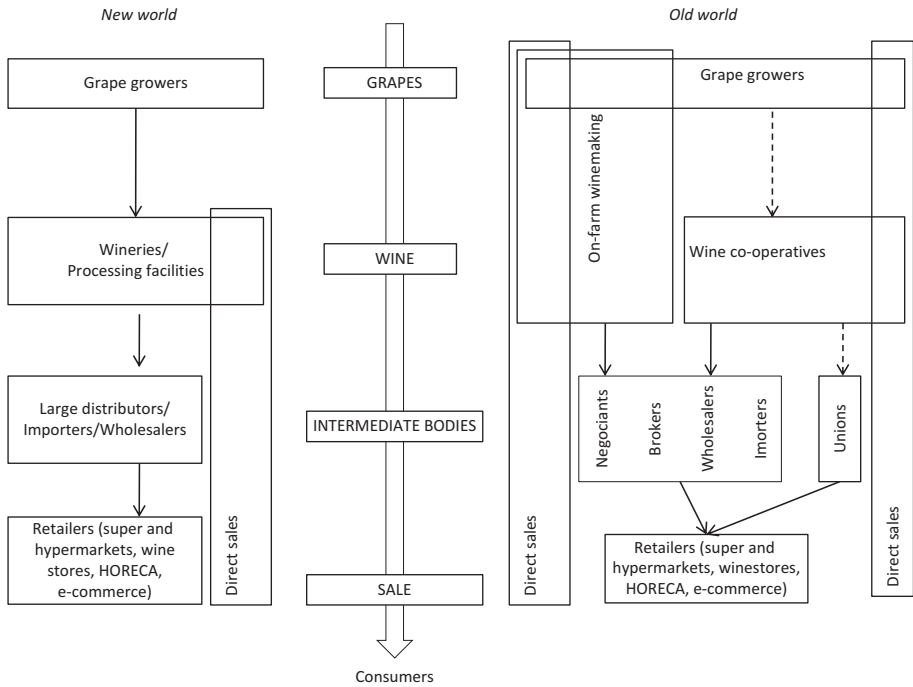 New world
Old world
Grape growers
Wineries/
Processing facilities
Large distributors/
Importers/Wholesalers
Retailers (super and
hypermarkets, wine
stores, HORECA,
e-commerce)
Direct sales
GRAPES
WINE
INTERMEDIATE BODIES
SALE
Consumers
Grape growers
On-farm winemaking
Wine co-operatives
Negociants
Brokers
Wholesalers
Imorters
Unions
Retailers (super and
hypermarkets, winestores,
HORECA, e-commerce)
Direct sales
Direct sales